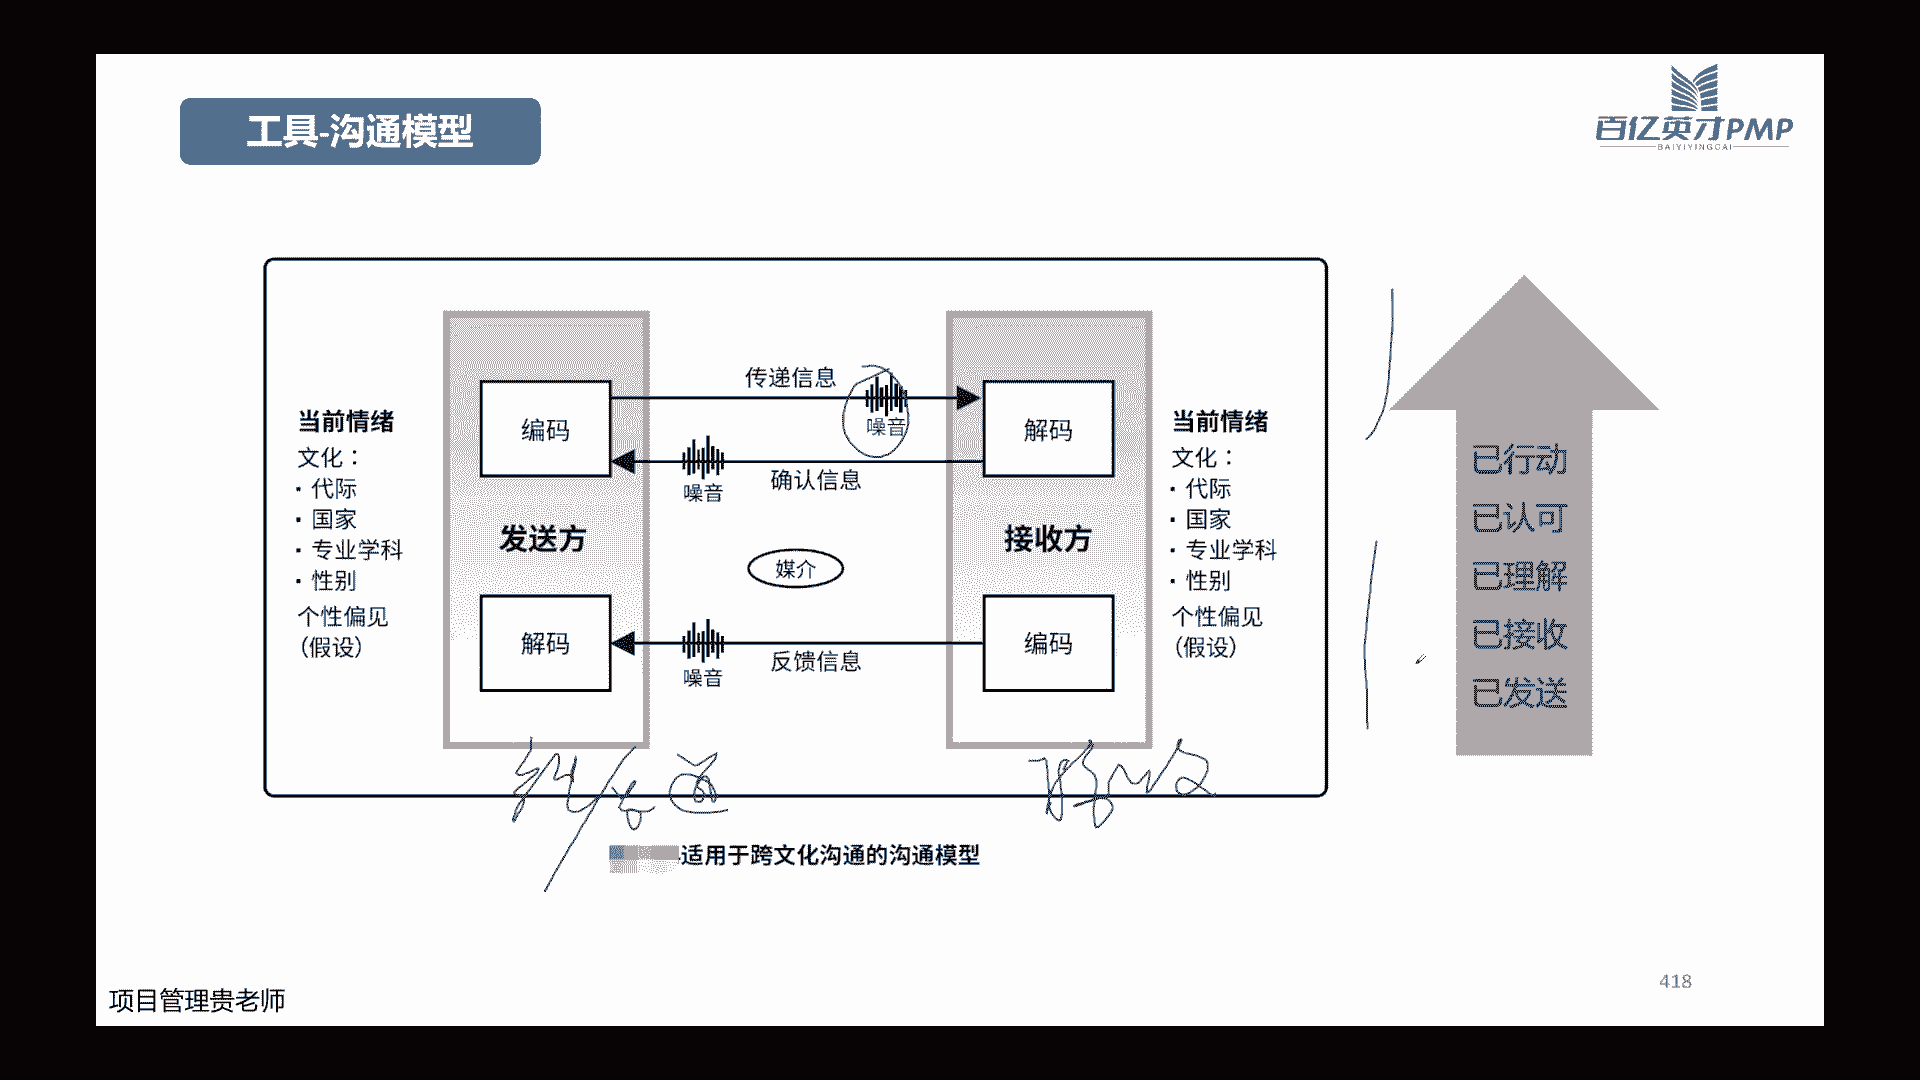 工具-沟通模型
百亿英才PMP
BAIYIYINGCAI
当前情绪
文化：
· 代际
· 国家
· 专业学科
· 性别
个性偏见
(假设)
编码
发送方
解码
传递信息
噪音
噪音
确认信息
媒介
噪音
反馈信息
解码
接收方
编码
当前情绪
文化：
· 代际
· 国家
· 专业学科
· 性别
个性偏见
(假设)
已行动
已认可
已理解
已接收
已发送
适用于跨文化沟通的沟通模型
418
项目管理贵老师